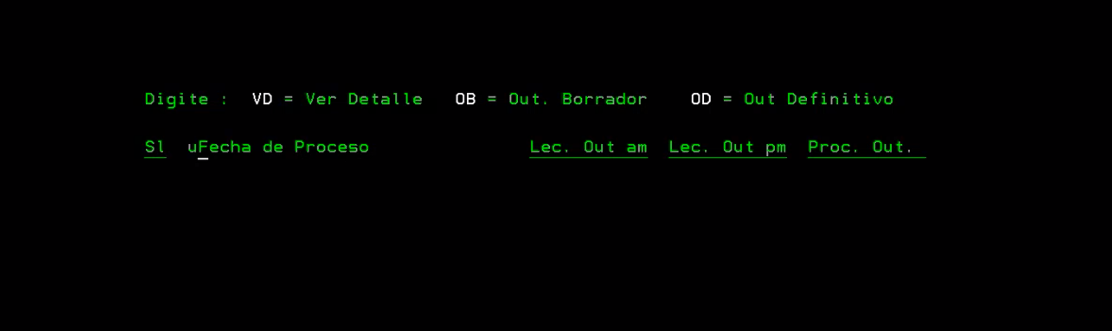 Digite : VD = Ver Detalle OB = Out. Borrador OD = Out Definitivo
Sl uFecha de Proceso Lec. Out am Lec. Out pm Proc. Out.